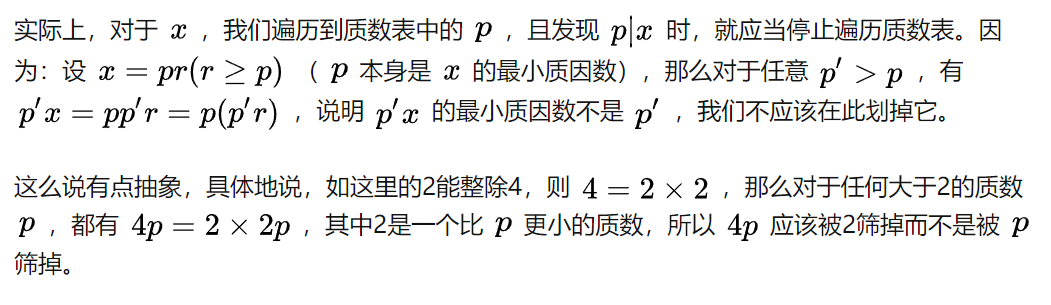 实际上，对于 x ，我们遍历到质数表中的 p ，且发现 p|x 时，就应当停止遍历质数表。因
为：设 x = pr(r ≥ p) （ p 本身是 x 的最小质因数），那么对于任意 p′ > p ，有
p′x = pp′r = p(p′r) ，说明 p′x 的最小质因数不是 p′ ，我们不应该在此划掉它。
这么说有点抽象，具体地说，如这里的2能整除4，则 4 = 2 × 2 ，那么对于任何大于2的质数
p ，都有 4p = 2 × 2p ，其中2是一个比 p 更小的质数，所以 4p 应该被2筛掉而不是被 p
筛掉。